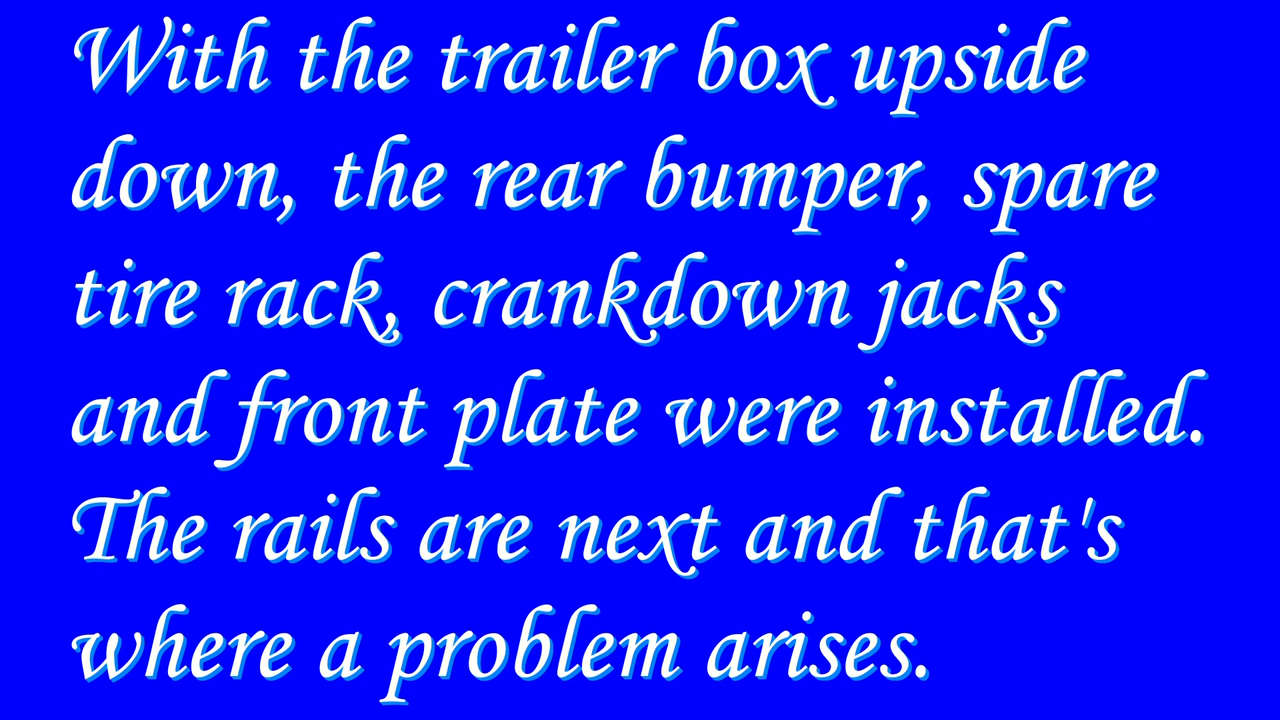 With the trailer box upside
down, the rear bumper, spare
tire rack, crankdown jacks
and front plate were installed.
The rails are next and that's
where a problem arises.